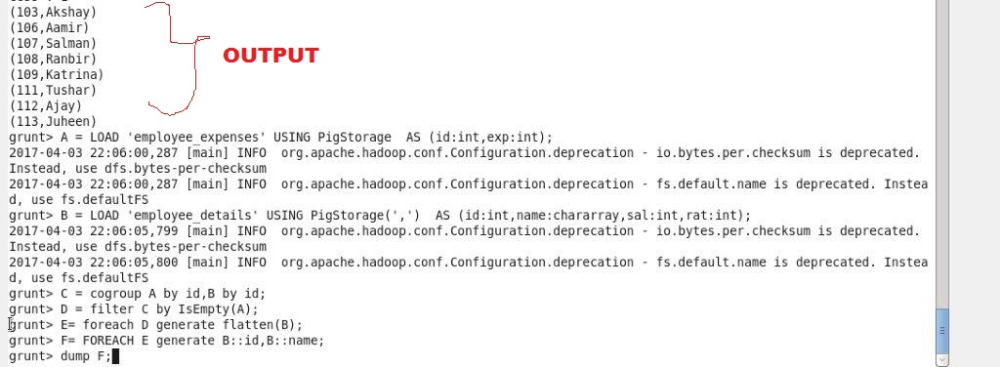 (103,Akshay)
(106,Aamir)
(107,Salman)
(108,Ranbir)
OUTPUT
(109,Katrina)
(111,Tushar)
(112,Ajay)
(113,Juheen)
grunt> A = LOAD 'employee_expenses' USING PigStorage  AS (id:int,exp:int);
2017-04-03 22:06:00,287 [main] INFO  org.apache.hadoop.conf.Configuration.deprecation - io.bytes.per.checksum is deprecated.
Instead, use dfs.bytes-per-checksum
2017-04-03 22:06:00,287 [main] INFO  org.apache.hadoop.conf.Configuration.deprecation - fs.default.name is deprecated. Instea
d, use fs.defaultFS
grunt> B = LOAD 'employee_details' USING PigStorage(',')  AS (id:int,name:chararray,sal:int,rat:int);
2017-04-03 22:06:05,799 [main] INFO  org.apache.hadoop.conf.Configuration.deprecation - io.bytes.per.checksum is deprecated.
Instead, use dfs.bytes-per-checksum
2017-04-03 22:06:05,800 [main] INFO  org.apache.hadoop.conf.Configuration.deprecation - fs.default.name is deprecated. Instea
d, use fs.defaultFS
grunt> C = cogroup A by id,B by id;
grunt> D = filter C by IsEmpty(A);
grunt> E= foreach D generate flatten(B);
grunt> F= FOREACH E generate B::id,B::name;
grunt> dump F;